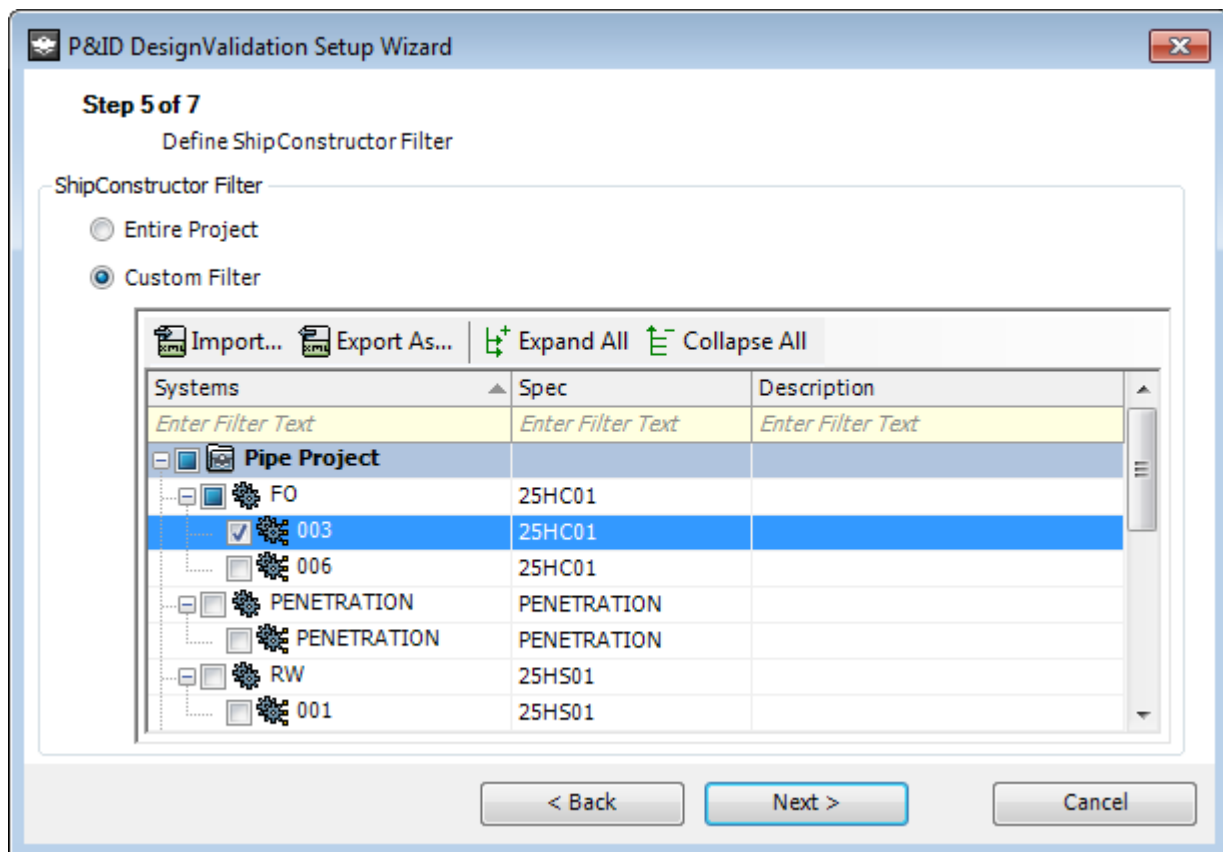 P&ID DesignValidation Setup Wizard
Step 5 of 7
Define ShipConstructor Filter
ShipConstructor Filter
Entire Project
Custom Filter
Import... Export As... Expand All Collapse All
Systems Spec Description
Enter Filter Text Enter Filter Text Enter Filter Text
Pipe Project
FO 25HC01
003 25HC01
006 25HC01
PENETRATION PENETRATION
PENETRATION PENETRATION
RW 25HS01
001 25HS01
< Back Next > Cancel